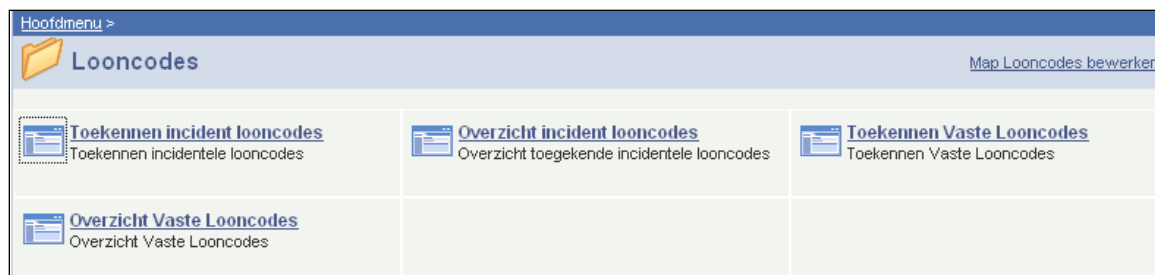 Hoofdmenu >
Looncodes
Map Looncodes bewerken
Toekennen incident looncodes
Toekennen incidentele looncodes
Overzicht incident looncodes
Overzicht toegekende incidentele looncodes
Toekennen Vaste Looncodes
Toekennen Vaste Looncodes
Overzicht Vaste Looncodes
Overzicht Vaste Looncodes